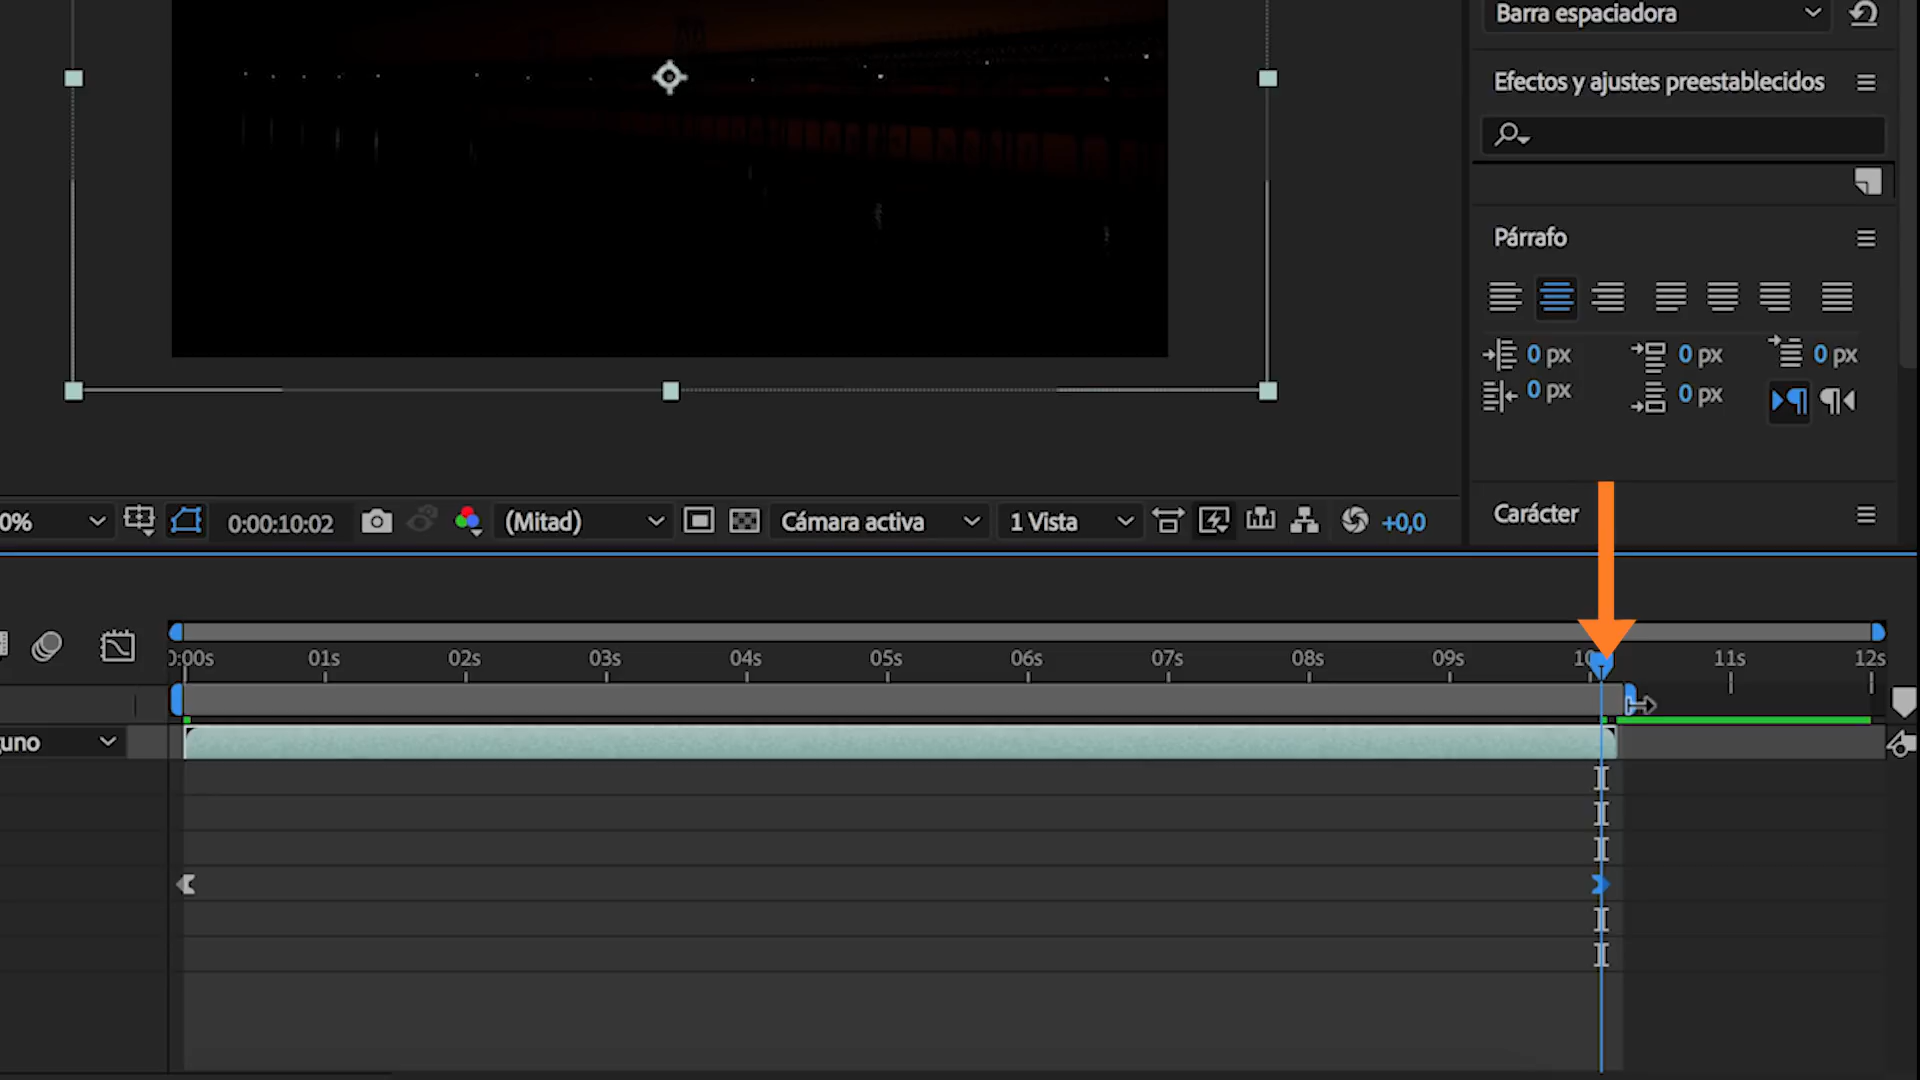 Barra espaciadora
Efectos y ajustes preestablecidos
Párrafo
0 px
0 px
0 px
0 px
0 px
0%
0:00:10:02
(Mitad)
Cámara activa
1 Vista
+0,0
Carácter
0:00s 01s 02s 03s 04s 05s 06s 07s 08s 09s 10 11s 12s
guno